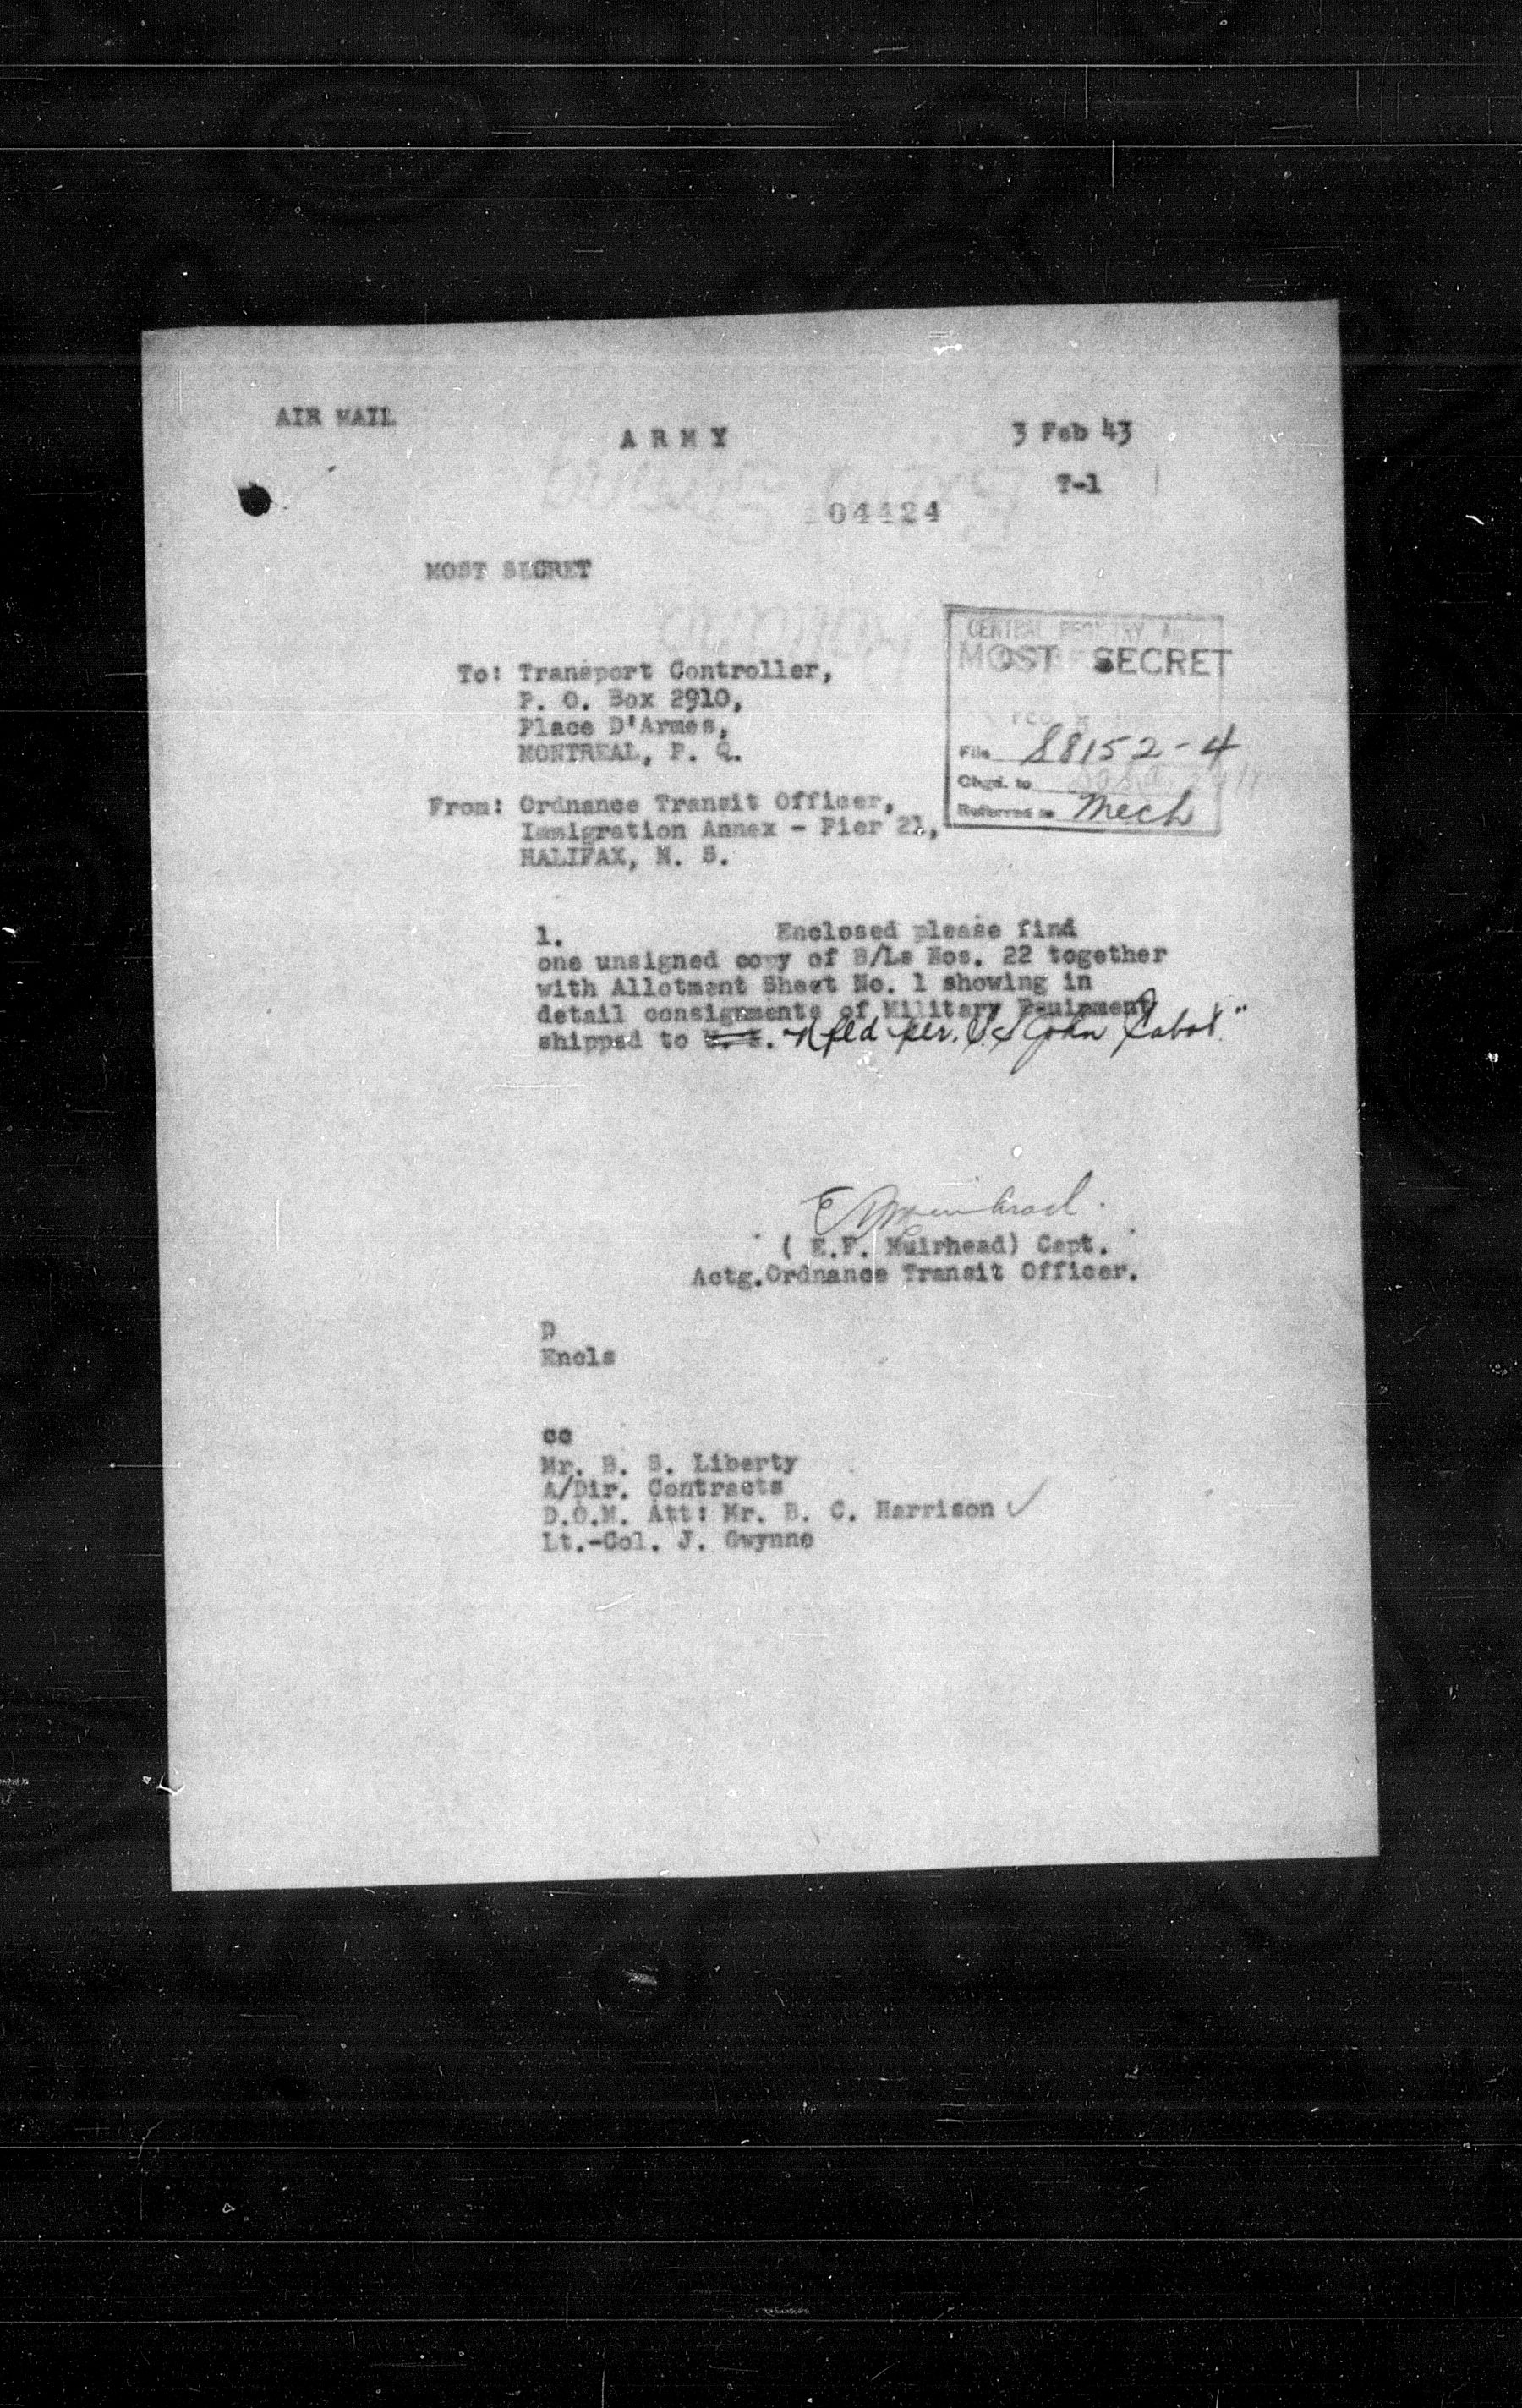 AIR MAIL
A R M Y
3 Feb 43
T-1
04424
MOST SECRET
CENTRAL REGISTRY
MOST SECRET
File 88152-4
Chgd. to
Referred to Mech
To: Transport Controller,
P. O. Box 2910,
Place D'Armes,
MONTREAL, P. Q.
From: Ordnance Transit Officer,
Immigration Annex - Pier 21,
HALIFAX, N. S.
1. Enclosed please find
one unsigned copy of B/Ls Nos. 22 together
with Allotment Sheet No. 1 showing in
detail consignments of Military Equipment
shipped to Nfld per. S.S John Cabot."
E F Muirhead.
( E.F. Muirhead) Capt.
Actg.Ordnance Transit Officer.
D
Encls
cc
Mr. B. S. Liberty
A/Dir. Contracts
D.O.M. Att: Mr. B. C. Harrison ✓
Lt.-Col. J. Gwynne